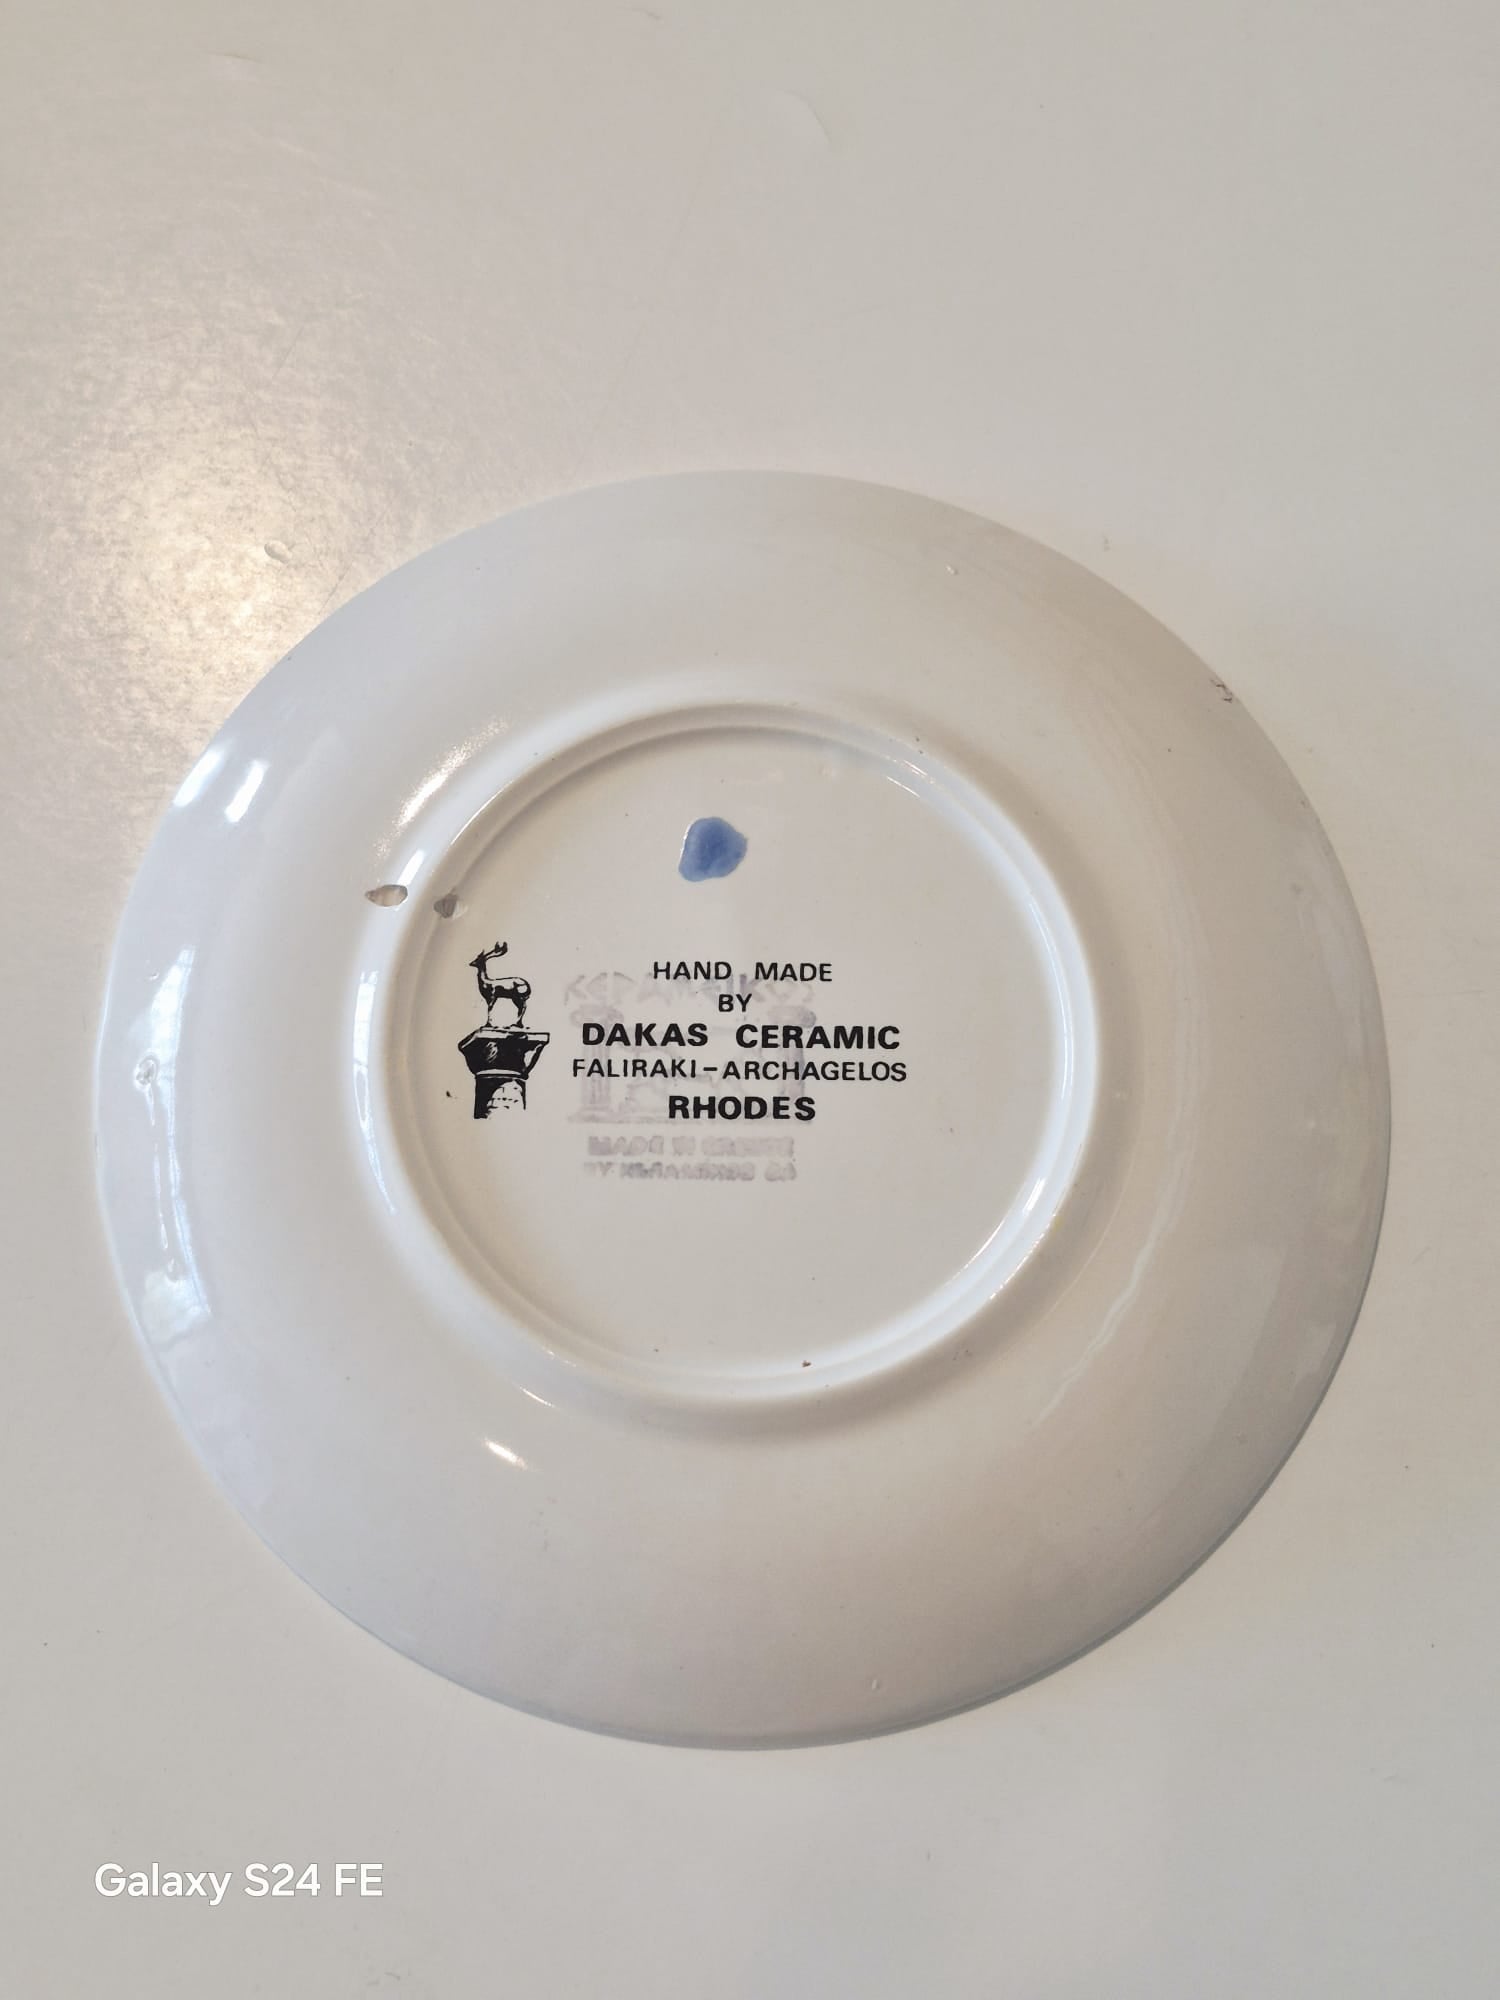 HAND MADE
BY
DAKAS CERAMIC
FALIRAKI-ARCHAGELOS
RHODES
Galaxy S24 FE